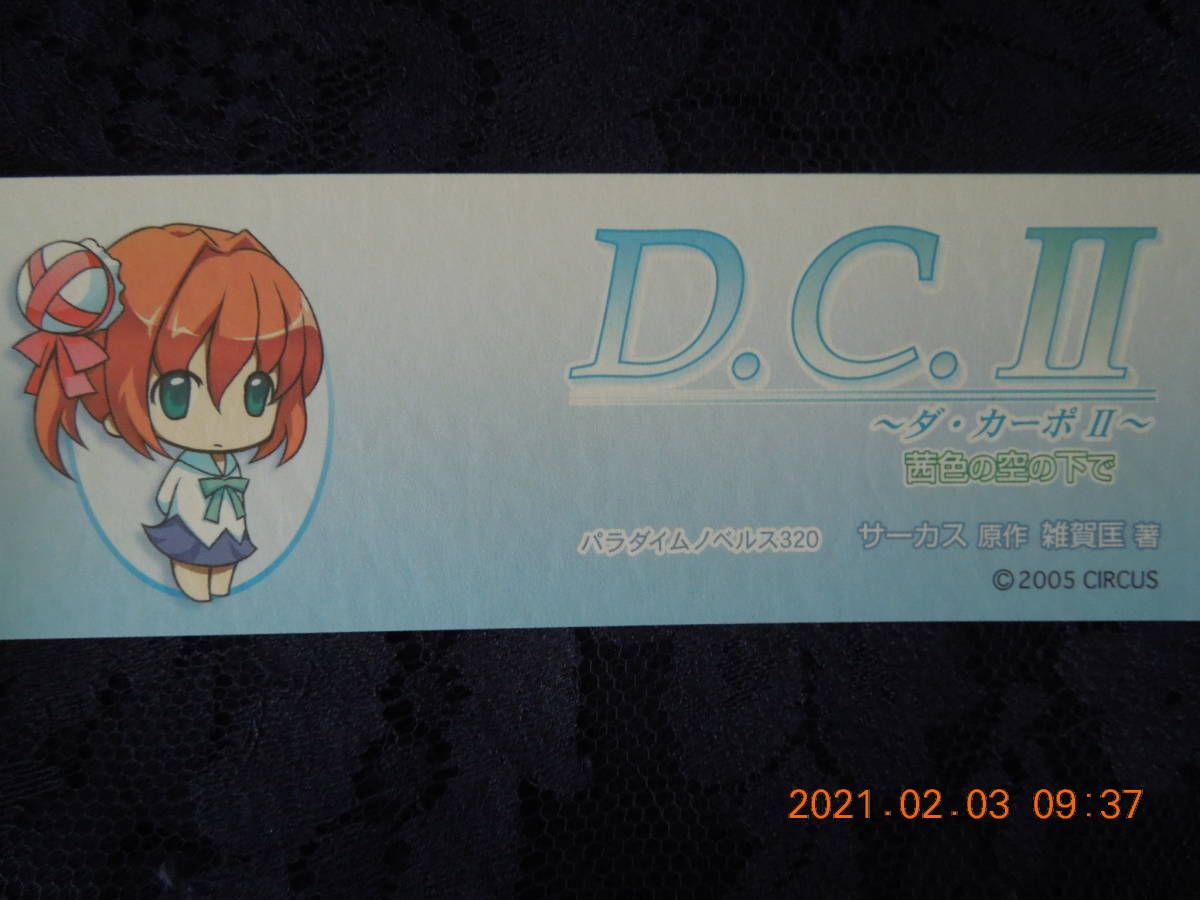 D.C.II
～ダ・カーポⅡ～
茜色の空の下で
パラダイムノベルス320 サーカス 原作 雑賀匡 著
©2005 CIRCUS
2021.02.03 09:37